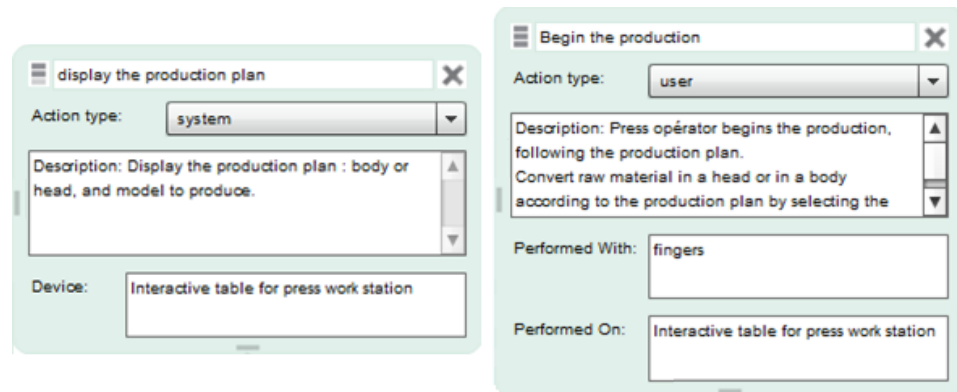 display the production plan
Action type:
system
Description: Display the production plan : body or
head, and model to produce.
Device:
Interactive table for press work station
Begin the production
Action type:
user
Description: Press opérator begins the production,
following the production plan.
Convert raw material in a head or in a body
according to the production plan by selecting the
Performed With:
fingers
Performed On:
Interactive table for press work station